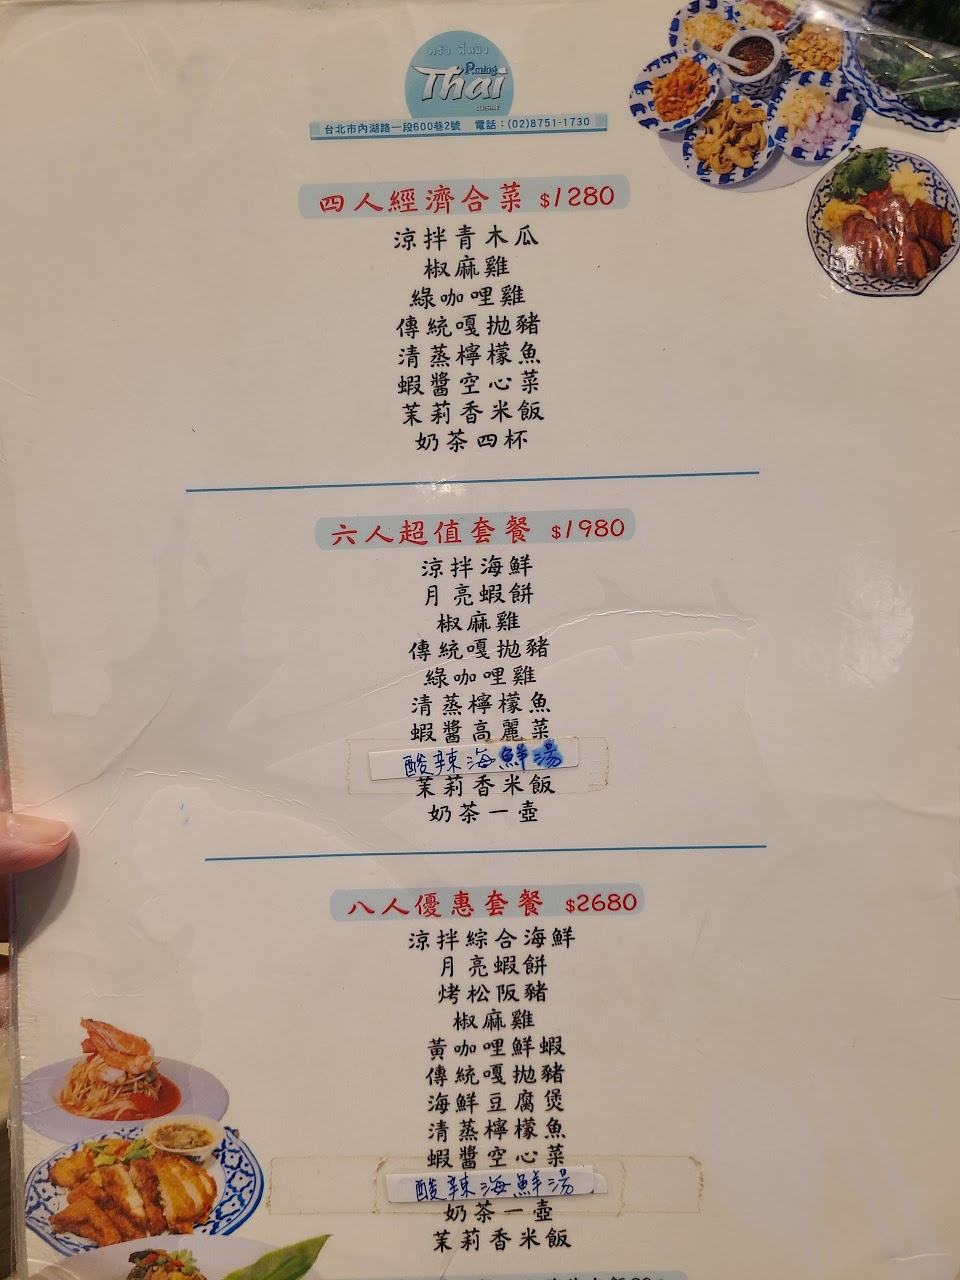 ครัว พี่หมิง
P.ming
Thai
CUISINE
台北市內湖路一段600巷2號 電話：(02)8751-1730
四人經濟合菜 $1280
涼拌青木瓜
椒麻雞
綠咖哩雞
傳統嘎拋豬
清蒸檸檬魚
蝦醬空心菜
茉莉香米飯
奶茶四杯
六人超值套餐 $1980
涼拌海鮮
月亮蝦餅
椒麻雞
傳統嘎拋豬
綠咖哩雞
清蒸檸檬魚
蝦醬高麗菜
酸辣海鮮湯
茉莉香米飯
奶茶一壺
八人優惠套餐 $2680
涼拌綜合海鮮
月亮蝦餅
烤松阪豬
椒麻雞
黃咖哩鮮蝦
傳統嘎拋豬
海鮮豆腐煲
清蒸檸檬魚
蝦醬空心菜
酸辣海鮮湯
奶茶一壺
茉莉香米飯